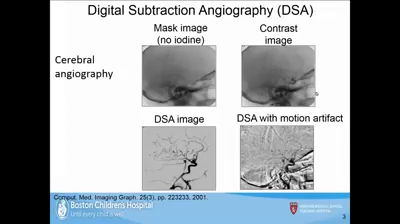 Digital Subtraction Angiography (DSA)
Mask image
(no iodine)
Contrast
image
Cerebral
angiography
DSA image
DSA with motion artifact
Comput. Med. Imaging Graph. 25(3), pp. 223233, 2001.
Boston Children's Hospital
Until every child is well
3